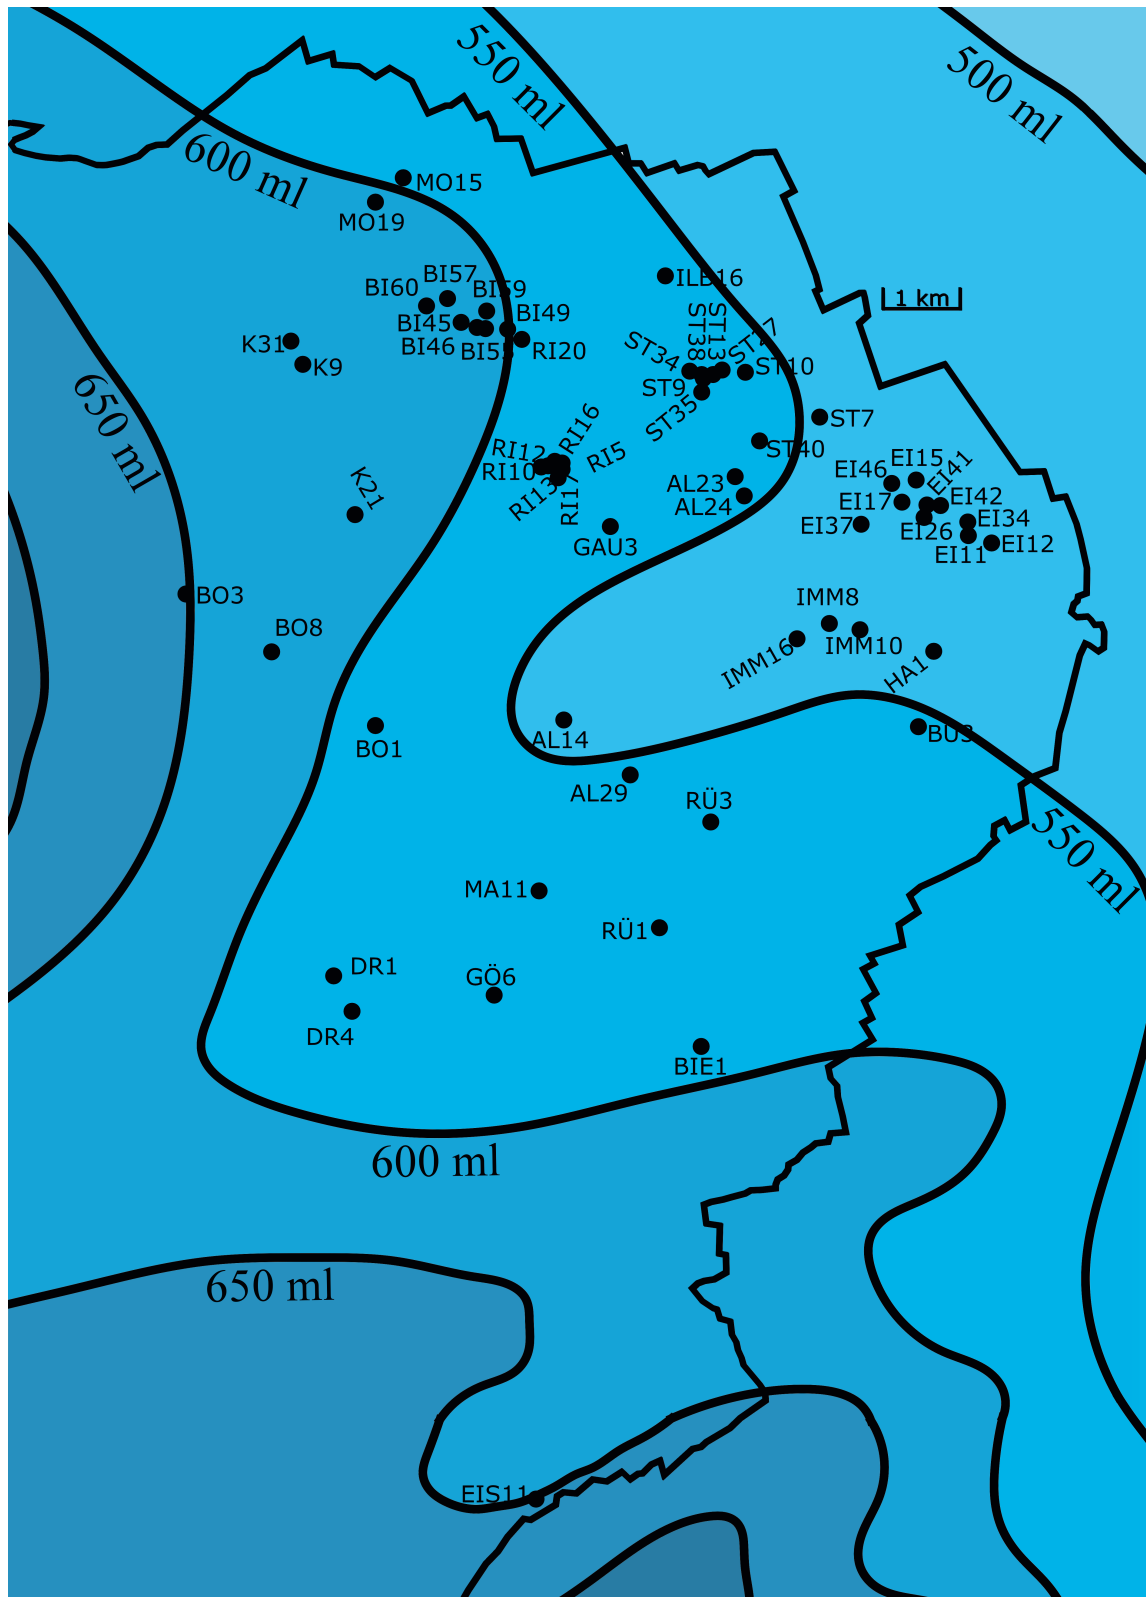 550 ml
500 ml
600 ml
MO15
MO19
ILB16
BI57
BI60
BI59
1 km
BI49
BI45
K31
BI46
BI53
RI20
K9
ST38
ST13
ST27
ST34
ST10
ST9
ST35
650 ml
ST7
RI16
RI12
ST40
RI5
RI10
EI15
EI41
EI46
AL23
K21
RI13
RI17
EI17
EI42
AL24
EI34
EI37
EI26
GAU3
EI12
EI11
BO3
IMM8
BO8
IMM10
IMM16
HA1
BU3
AL14
BO1
AL29
RÜ3
550 ml
MA11
RÜ1
DR1
GÖ6
DR4
BIE1
600 ml
650 ml
EIS11